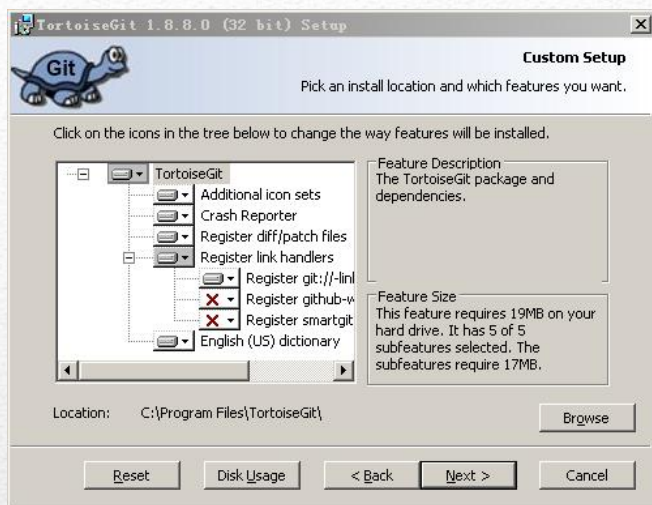 TortoiseGit 1.8.8.0 (32 bit) Setup
Git
Custom Setup
Pick an install location and which features you want.
Click on the icons in the tree below to change the way features will be installed.
TortoiseGit
Additional icon sets
Crash Reporter
Register diff/patch files
Register link handlers
Register git://-lin
Register github-w
Register smartgit
English (US) dictionary
Feature Description
The TortoiseGit package and
dependencies.
Feature Size
This feature requires 19MB on your
hard drive. It has 5 of 5
subfeatures selected. The
subfeatures require 17MB.
Location: C:\Program Files\TortoiseGit\
Browse
Reset Disk Usage < Back Next > Cancel